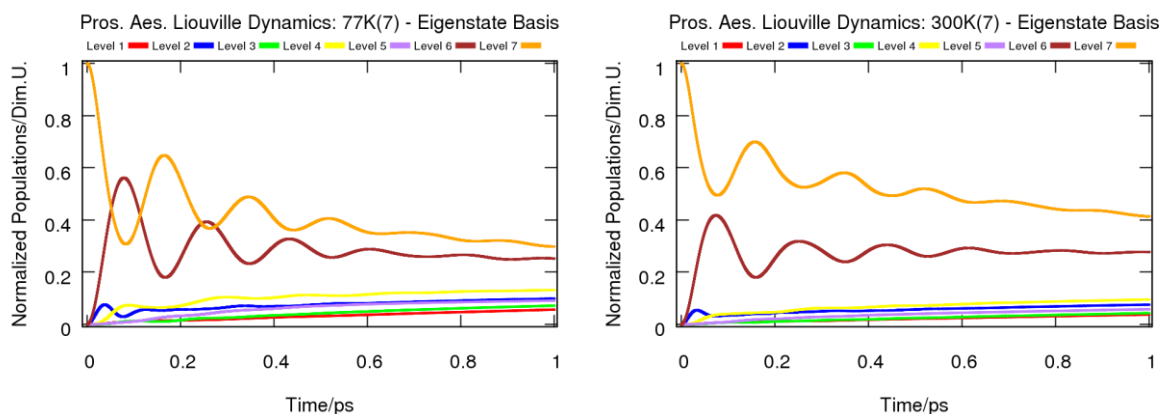 Pros. Aes. Liouville Dynamics: 77K(7) - Eigenstate Basis
Level 1 Level 2 Level 3 Level 4 Level 5 Level 6 Level 7
Normalized Populations/Dim.U.
1
0.8
0.6
0.4
0.2
0
0 0.2 0.4 0.6 0.8 1
Time/ps
Pros. Aes. Liouville Dynamics: 300K(7) - Eigenstate Basis
Level 1 Level 2 Level 3 Level 4 Level 5 Level 6 Level 7
Normalized Populations/Dim.U.
1
0.8
0.6
0.4
0.2
0
0 0.2 0.4 0.6 0.8 1
Time/ps